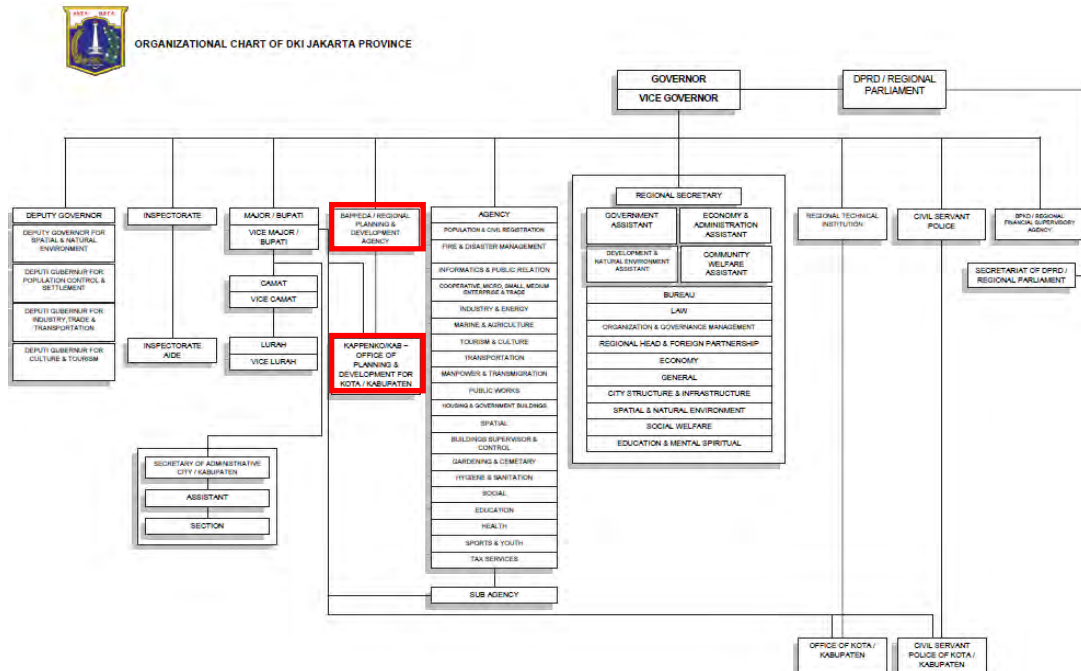 JAYA RAYA
ORGANIZATIONAL CHART OF DKI JAKARTA PROVINCE
GOVERNOR
VICE GOVERNOR
DPRD / REGIONAL
PARLIAMENT
DEPUTY GOVERNOR
DEPUTY GOVERNOR FOR
SPATIAL & NATURAL
ENVIRONMENT
DEPUTI GUBERNUR FOR
POPULATION CONTROL &
SETTLEMENT
DEPUTI GUBERNUR FOR
INDUSTRY, TRADE &
TRANSPORTATION
DEPUTI GUBERNUR FOR
CULTURE & TOURISM
INSPECTORATE
INSPECTORATE
AIDE
MAJOR / BUPATI
VICE MAJOR /
BUPATI
CAMAT
VICE CAMAT
LURAH
VICE LURAH
SECRETARY OF ADMINISTRATIVE
CITY / KABUPATEN
ASSISTANT
SECTION
BAPPEDA / REGIONAL
PLANNING &
DEVELOPMENT
AGENCY
KAPPENKO/KAB –
OFFICE OF
PLANNING &
DEVELOPMENT FOR
KOTA / KABUPATEN
AGENCY
POPULATION & CIVIL REGISTRATION
FIRE & DISASTER MANAGEMENT
INFORMATICS & PUBLIC RELATION
COOPERATIVE, MICRO, SMALL, MEDIUM
ENTERPRISE & TRADE
INDUSTRY & ENERGY
MARINE & AGRICULTURE
TOURISM & CULTURE
TRANSPORTATION
MANPOWER & TRANSMIGRATION
PUBLIC WORKS
HOUSING & GOVERNMENT BUILDINGS
SPATIAL
BUILDINGS SUPERVISOR &
CONTROL
GARDENING & CEMETARY
HYGIENE & SANITATION
SOCIAL
EDUCATION
HEALTH
SPORTS & YOUTH
TAX SERVICES
SUB AGENCY
REGIONAL SECRETARY
GOVERNMENT
ASSISTANT
ECONOMY &
ADMINISTRATION
ASSISTANT
DEVELOPMENT &
NATURAL ENVIRONMENT
ASSISTANT
COMMUNITY
WELFARE
ASSISTANT
BUREAU
LAW
ORGANIZATION & GOVERNANCE MANAGEMENT
REGIONAL HEAD & FOREIGN PARTNERSHIP
ECONOMY
GENERAL
CITY STRUCTURE & INFRASTRUCTURE
SPATIAL & NATURAL ENVIRONMENT
SOCIAL WELFARE
EDUCATION & MENTAL SPIRITUAL
REGIONAL TECHNICAL
INSTITUTION
CIVIL SERVANT
POLICE
BPKD / REGIONAL
FINANCIAL SUPERVISORY
AGENCY
SECRETARIAT OF DPRD /
REGIONAL PARLIAMENT
OFFICE OF KOTA /
KABUPATEN
CIVIL SERVANT
POLICE OF KOTA /
KABUPATEN